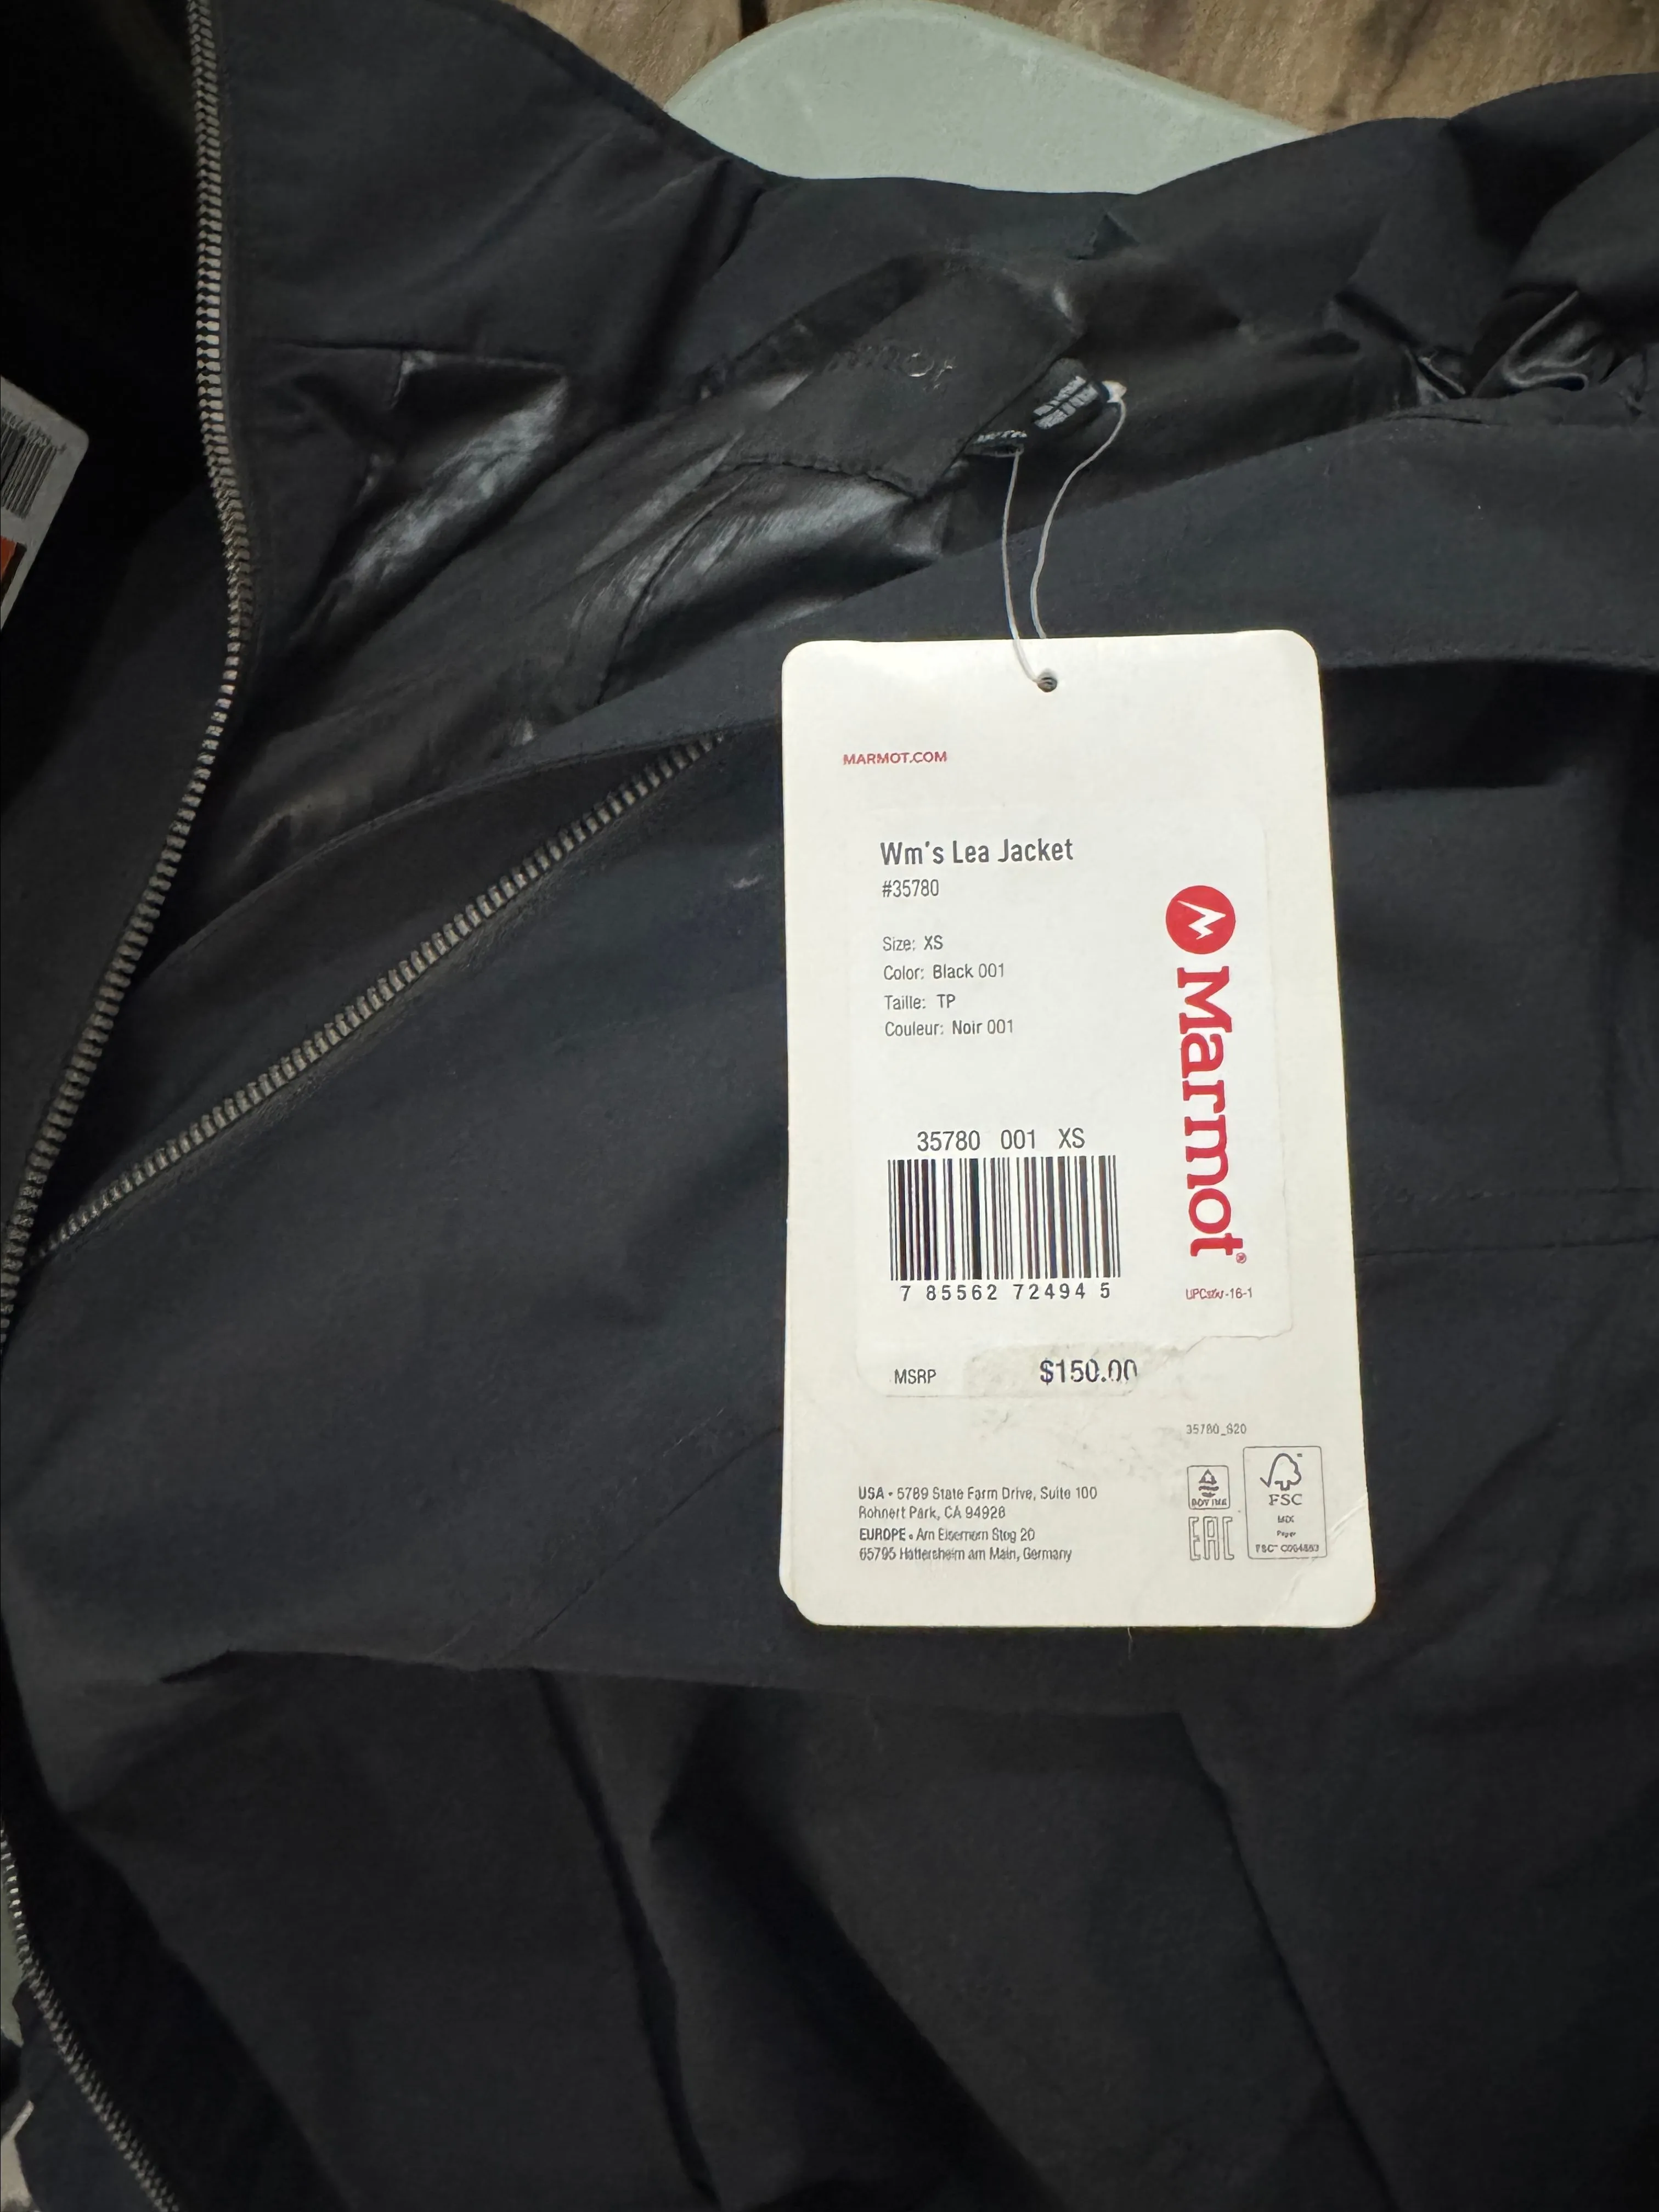 MARMOT.COM
Wm's Lea Jacket
#35780
Size: XS
Color: Black 001
Taille: TP
Couleur: Noir 001
Marmot®
35780 001 XS
7 85562 72494 5
MSRP $150.00
35780_S20
USA • 5789 State Farm Drive, Suite 100
Rohnert Park, CA 94928
EUROPE • Am Eisernen Steg 20
65795 Hattersheim am Main, Germany
EAC
FSC
MIX
Paper